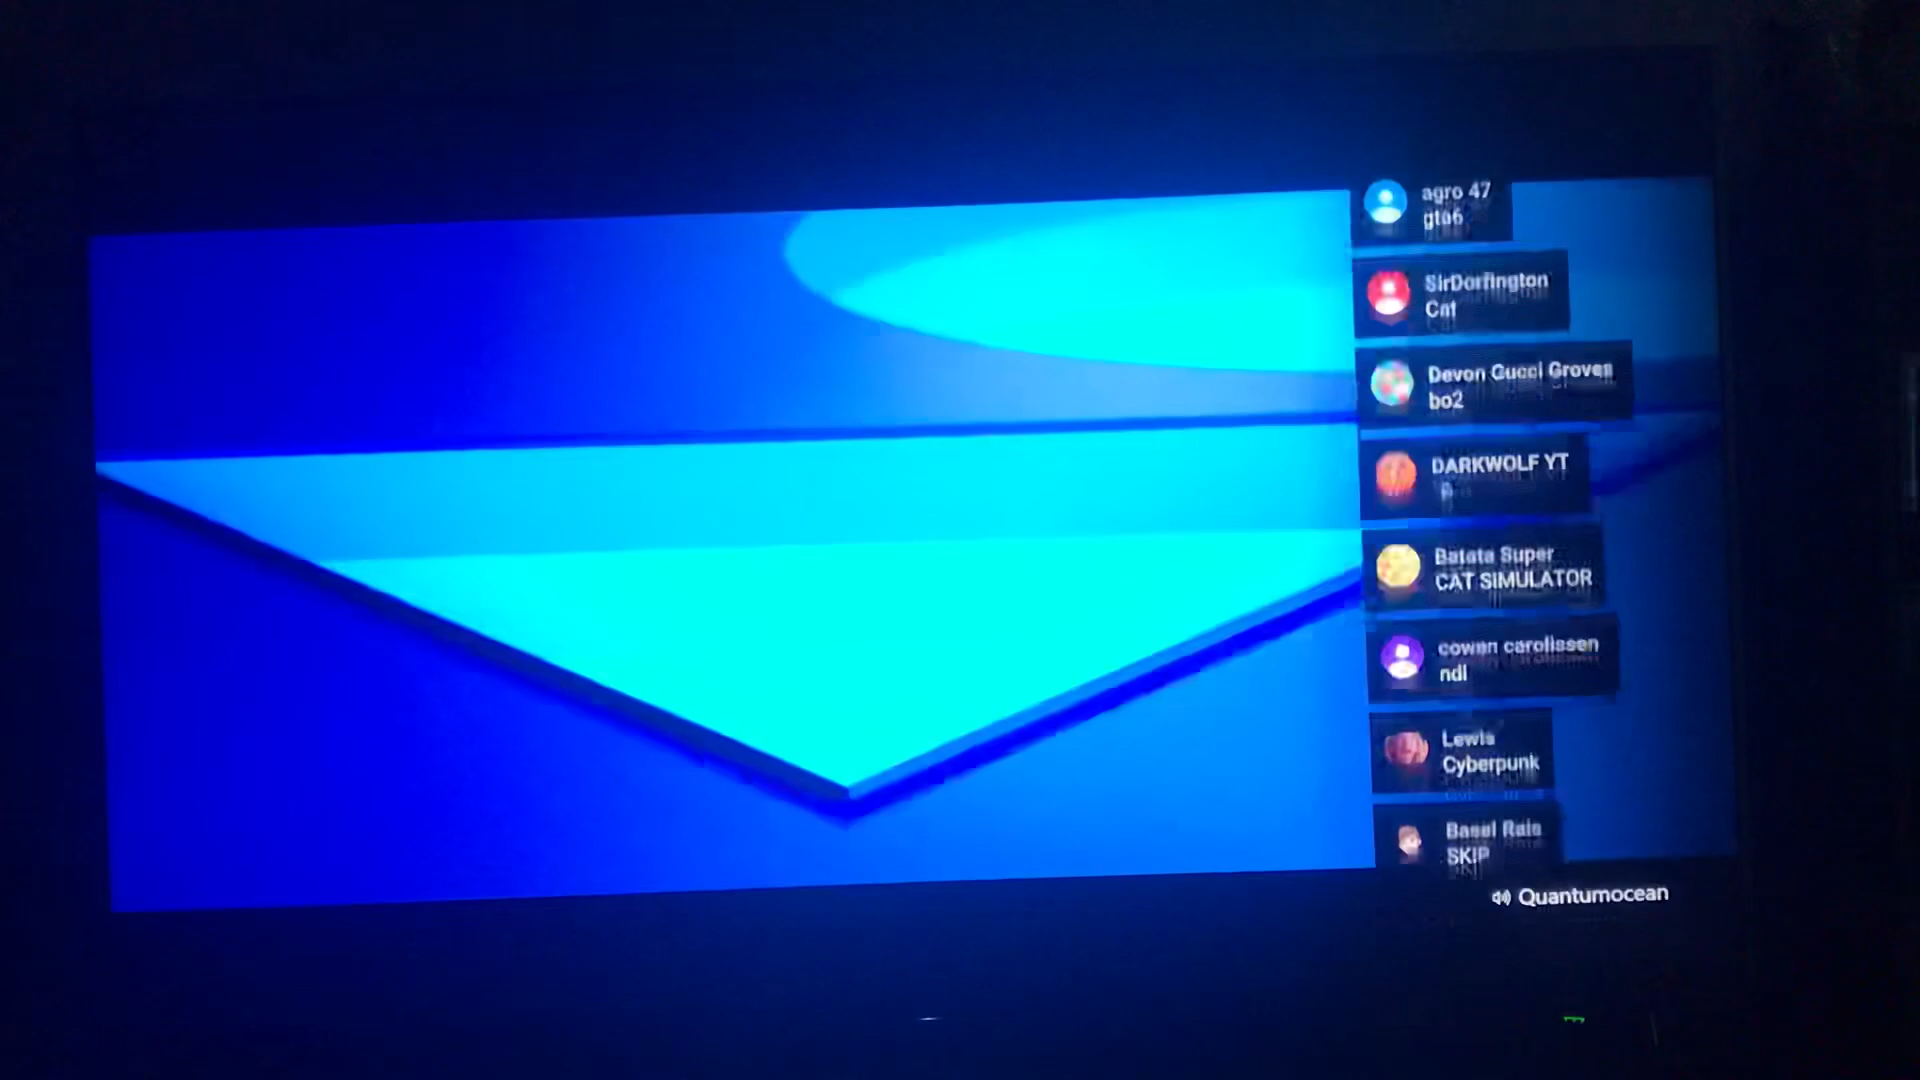 agro 47
gta6
SirDorfington
Cat
Devon Gucci Groves
bo2
DARKWOLF YT
Batata Super
CAT SIMULATOR
cowen carolissen
ndl
Lewis
Cyberpunk
Basel Rais
SKIP
Quantumocean